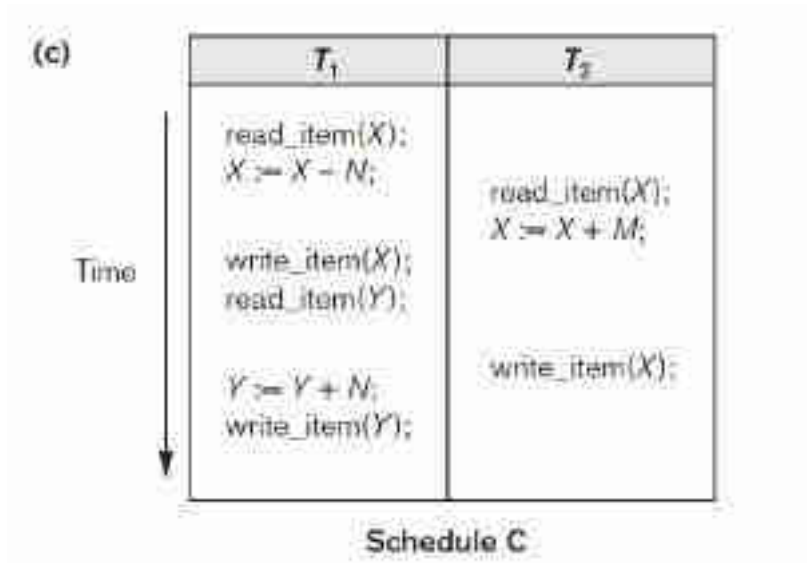 (c)
T₁
T₂
read_item(X);
X := X – N;
read_item(X);
X := X + M;
Time
write_item(X);
read_item(Y);
write_item(X);
Y := Y + N;
write_item(Y);
Schedule C